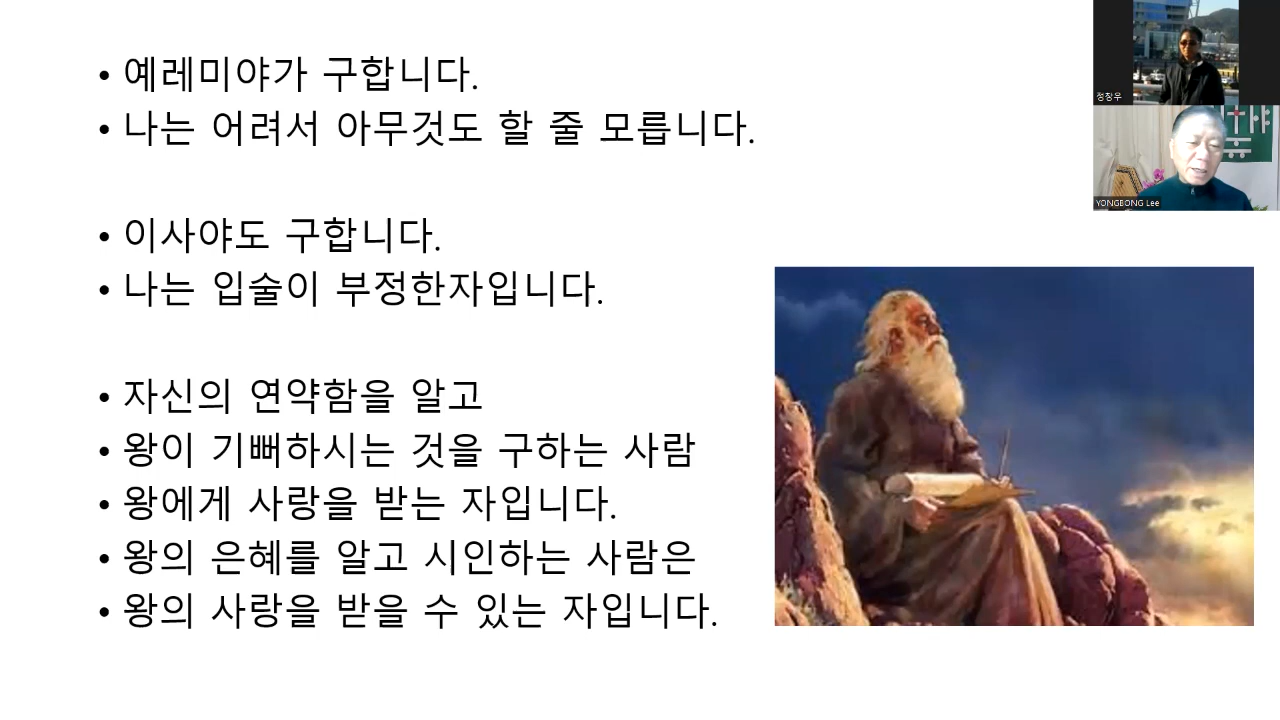 • 예레미야가 구합니다.
• 나는 어려서 아무것도 할 줄 모릅니다.
• 이사야도 구합니다.
• 나는 입술이 부정한자입니다.
• 자신의 연약함을 알고
• 왕이 기뻐하시는 것을 구하는 사람
• 왕에게 사랑을 받는 자입니다.
• 왕의 은혜를 알고 시인하는 사람은
• 왕의 사랑을 받을 수 있는 자입니다.
정창우
YONGBONG Lee